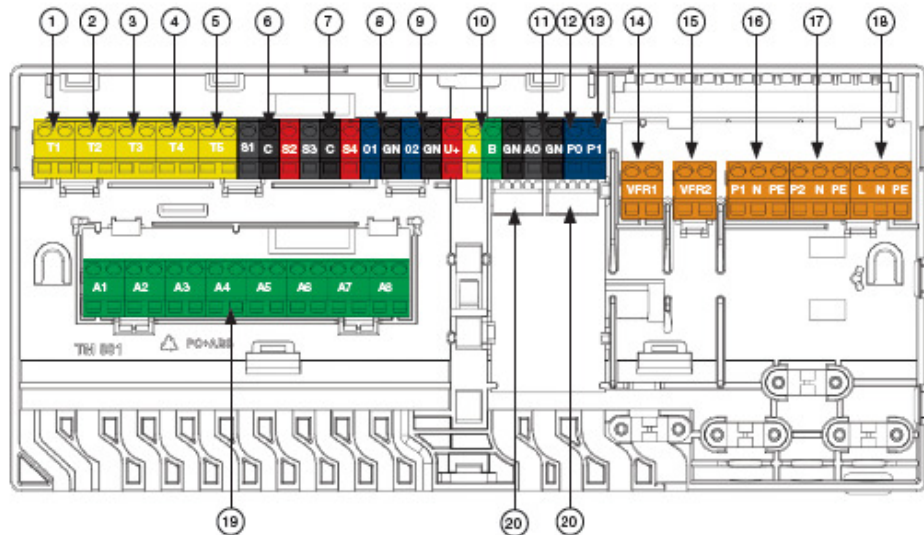 1 2 3 4 5 6 7 8 9 10 11 12 13 14 15 16 17 18
T1 T2 T3 T4 T5 S1 C S2 S3 C S4 01 GN 02 GN U+ A B GN AO GN P0 P1
VFR1 VFR2 P1 N PE P2 N PE L N PE
A1 A2 A3 A4 A5 A6 A7 A8
19 20 20